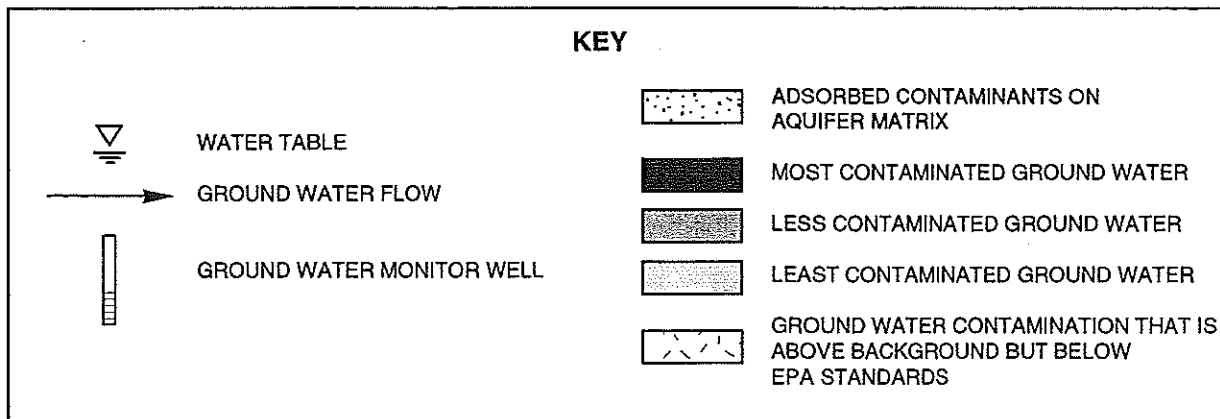 KEY
WATER TABLE
GROUND WATER FLOW
GROUND WATER MONITOR WELL
ADSORBED CONTAMINANTS ON
AQUIFER MATRIX
MOST CONTAMINATED GROUND WATER
LESS CONTAMINATED GROUND WATER
LEAST CONTAMINATED GROUND WATER
GROUND WATER CONTAMINATION THAT IS
ABOVE BACKGROUND BUT BELOW
EPA STANDARDS